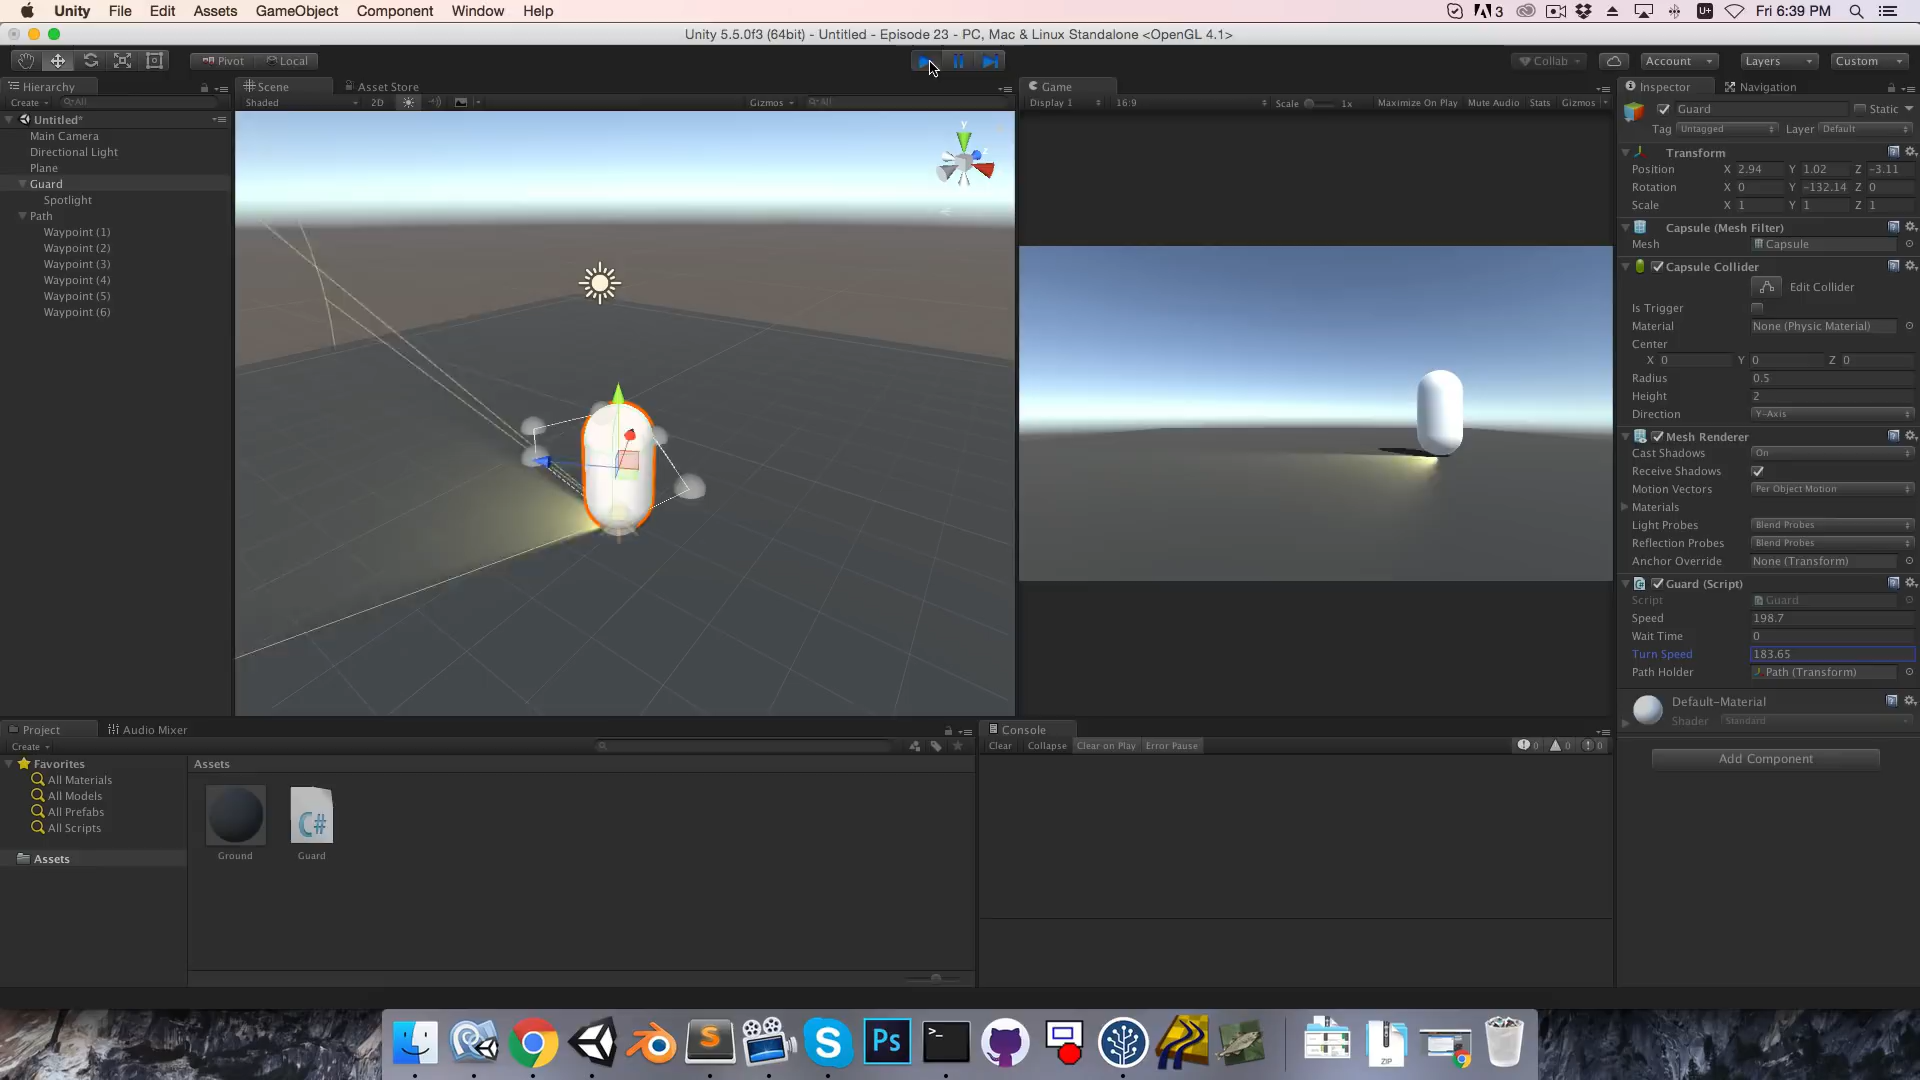 Unity File Edit Assets GameObject Component Window Help 3 U+ Fri 6:39 PM
Unity 5.5.0f3 (64bit) - Untitled - Episode 23 - PC, Mac & Linux Standalone <OpenGL 4.1>
Pivot Local Collab Account Layers Custom
Hierarchy
Create All
Untitled*
Main Camera
Directional Light
Plane
Guard
Spotlight
Path
Waypoint (1)
Waypoint (2)
Waypoint (3)
Waypoint (4)
Waypoint (5)
Waypoint (6)
Scene Asset Store
Shaded 2D Gizmos All
y
z
Game
Display 1 16:9 Scale 1x Maximize On Play Mute Audio Stats Gizmos
Inspector Navigation
Guard Static
Tag Untagged Layer Default
Transform
Position X 2.94 Y 1.02 Z -3.11
Rotation X 0 Y -132.14 Z 0
Scale X 1 Y 1 Z 1
Capsule (Mesh Filter)
Mesh Capsule
Capsule Collider
Edit Collider
Is Trigger
Material None (Physic Material)
Center
X 0 Y 0 Z 0
Radius 0.5
Height 2
Direction Y-Axis
Mesh Renderer
Cast Shadows On
Receive Shadows
Motion Vectors Per Object Motion
Materials
Light Probes Blend Probes
Reflection Probes Blend Probes
Anchor Override None (Transform)
Guard (Script)
Script Guard
Speed 198.7
Wait Time 0
Turn Speed 183.65
Path Holder Path (Transform)
Default-Material
Shader Standard
Add Component
Project Audio Mixer
Create
Favorites
All Materials
All Models
All Prefabs
All Scripts
Assets
Assets
Ground
C#
Guard
Console
Clear Collapse Clear on Play Error Pause 0 0 0
S
S
Ps
>_
ZIP